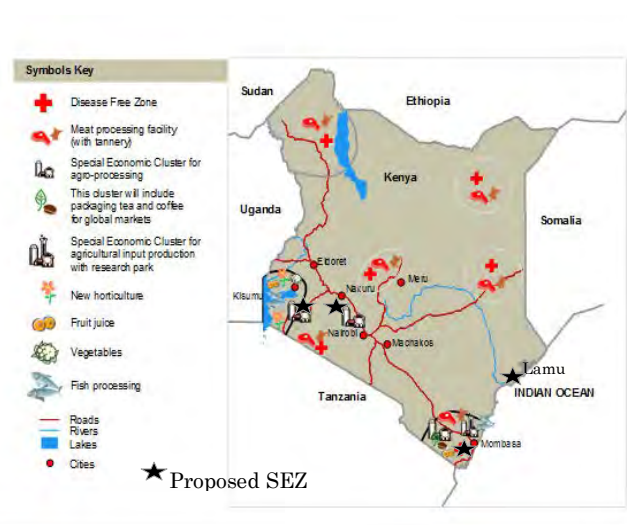 Symbols Key
Disease Free Zone
Meat processing facility
(with tannery)
Special Economic Cluster for
agro-processing
This cluster will include
packaging tea and coffee
for global markets
Special Economic Cluster for
agricultural input production
with research park
New horticulture
Fruit juice
Vegetables
Fish processing
Roads
Rivers
Lakes
Cities
Proposed SEZ
Sudan
Ethiopia
Kenya
Uganda
Somalia
Eldoret
Meru
Kisumu
Nakuru
Nairobi
Machakos
Lamu
Tanzania
INDIAN OCEAN
Mombasa